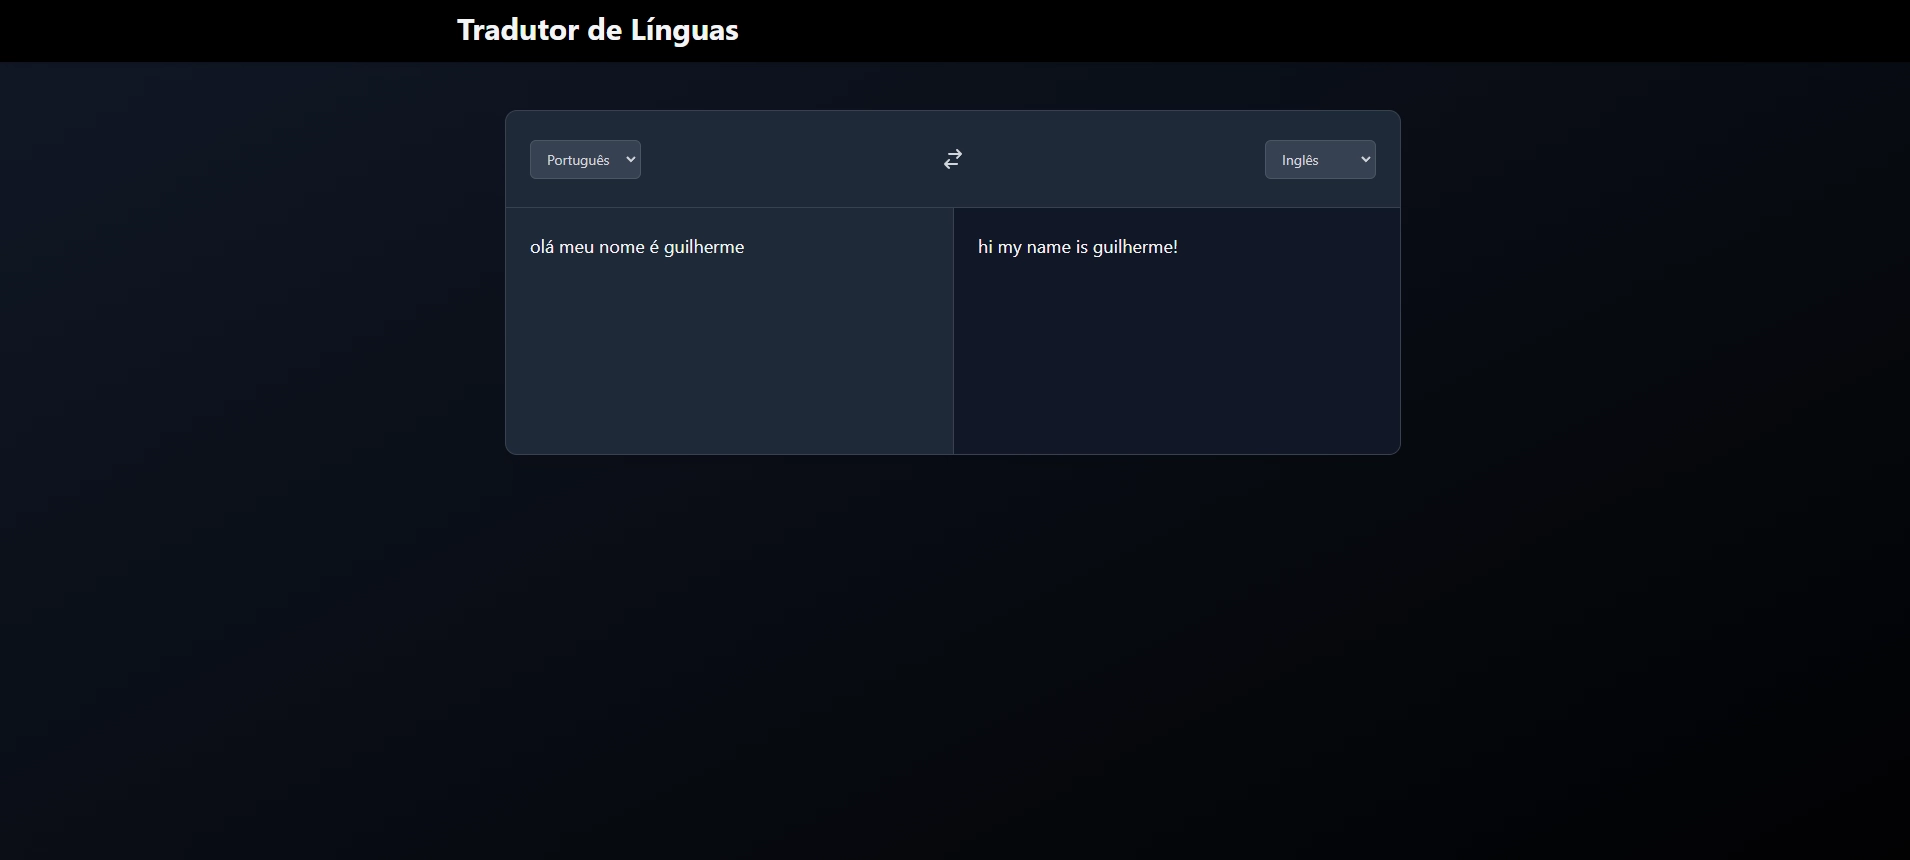 Tradutor de Línguas
Português
Inglês
olá meu nome é guilherme
hi my name is guilherme!